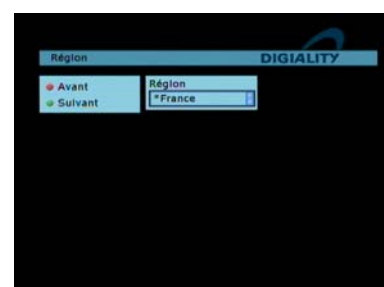 Région
DIGIALITY
Avant
Suivant
Région
*France